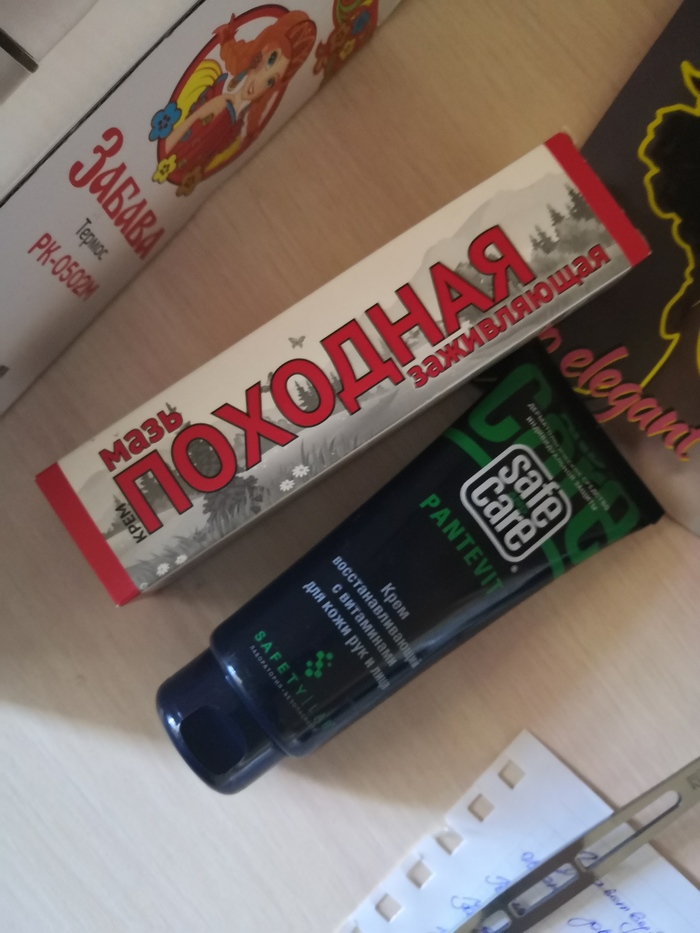 ЗАБАВА
Термос
РК-0502М
мазь
ПОХОДНАЯ
заживляющая
КРЕМ
elegant
Care
safe
care
PANTEVIT
Крем
восстанавливающий
с витаминами
для кожи рук и лица